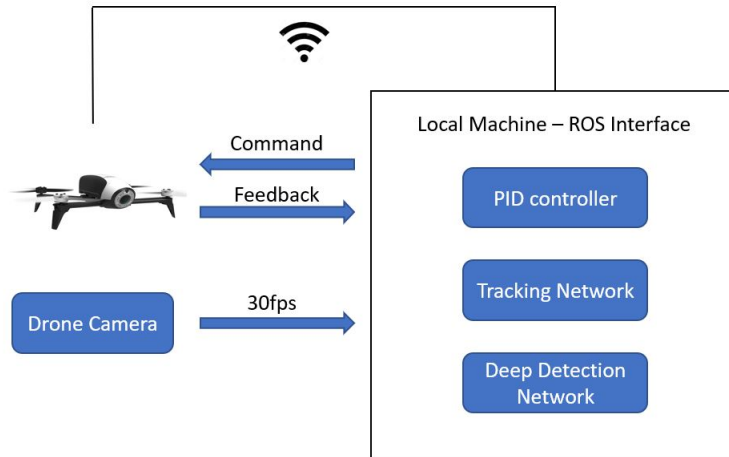 Local Machine – ROS Interface
Command
PID controller
Feedback
Tracking Network
30fps
Drone Camera
Deep Detection
Network